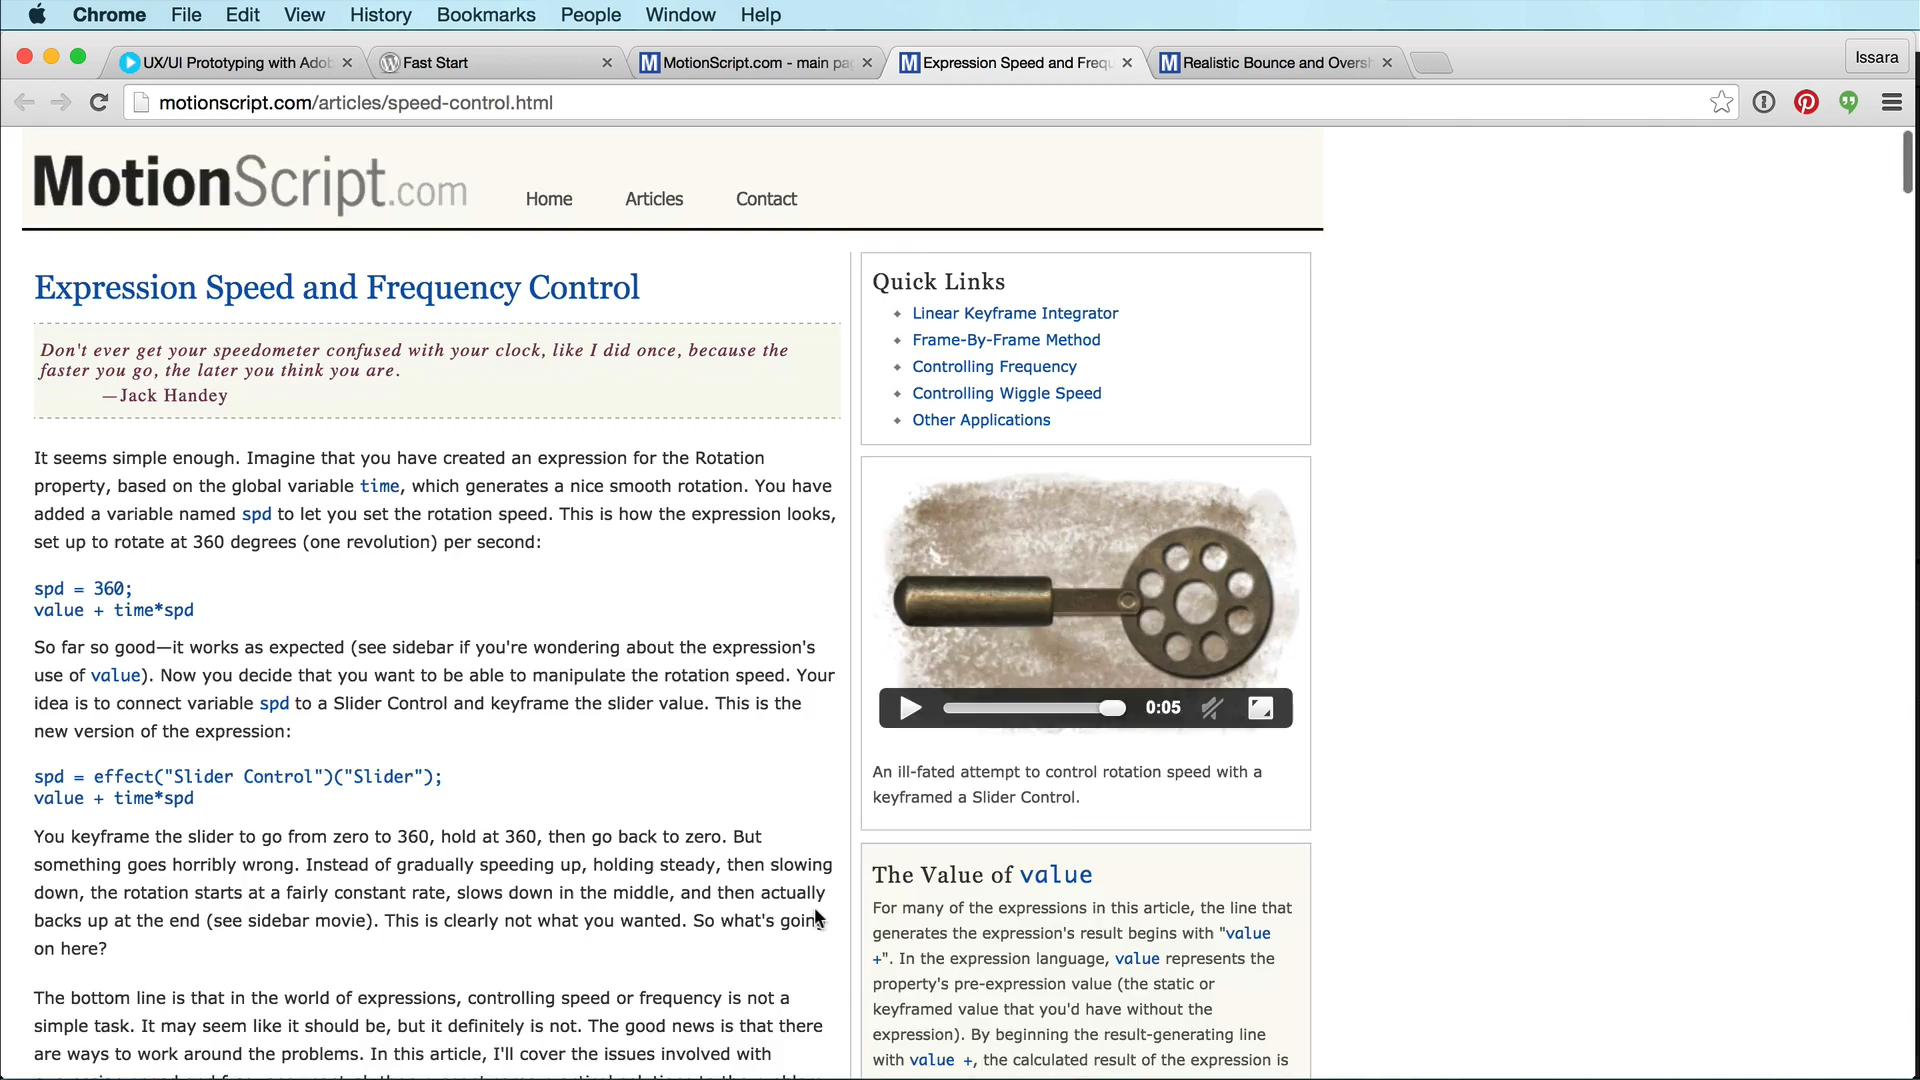 Chrome File Edit View History Bookmarks People Window Help
UX/UI Prototyping with Adob
Fast Start
MotionScript.com - main pa
Expression Speed and Frequ
Realistic Bounce and Oversh
Issara
motionscript.com/articles/speed-control.html
MotionScript.com
Home Articles Contact
Expression Speed and Frequency Control
Don't ever get your speedometer confused with your clock, like I did once, because the
faster you go, the later you think you are.
—Jack Handey
It seems simple enough. Imagine that you have created an expression for the Rotation
property, based on the global variable time, which generates a nice smooth rotation. You have
added a variable named spd to let you set the rotation speed. This is how the expression looks,
set up to rotate at 360 degrees (one revolution) per second:
spd = 360;
value + time*spd
So far so good—it works as expected (see sidebar if you're wondering about the expression's
use of value). Now you decide that you want to be able to manipulate the rotation speed. Your
idea is to connect variable spd to a Slider Control and keyframe the slider value. This is the
new version of the expression:
spd = effect("Slider Control")("Slider");
value + time*spd
You keyframe the slider to go from zero to 360, hold at 360, then go back to zero. But
something goes horribly wrong. Instead of gradually speeding up, holding steady, then slowing
down, the rotation starts at a fairly constant rate, slows down in the middle, and then actually
backs up at the end (see sidebar movie). This is clearly not what you wanted. So what's going
on here?
The bottom line is that in the world of expressions, controlling speed or frequency is not a
simple task. It may seem like it should be, but it definitely is not. The good news is that there
are ways to work around the problems. In this article, I'll cover the issues involved with
Quick Links
Linear Keyframe Integrator
Frame-By-Frame Method
Controlling Frequency
Controlling Wiggle Speed
Other Applications
0:05
An ill-fated attempt to control rotation speed with a
keyframed a Slider Control.
The Value of value
For many of the expressions in this article, the line that
generates the expression's result begins with "value
+". In the expression language, value represents the
property's pre-expression value (the static or
keyframed value that you'd have without the
expression). By beginning the result-generating line
with value +, the calculated result of the expression is